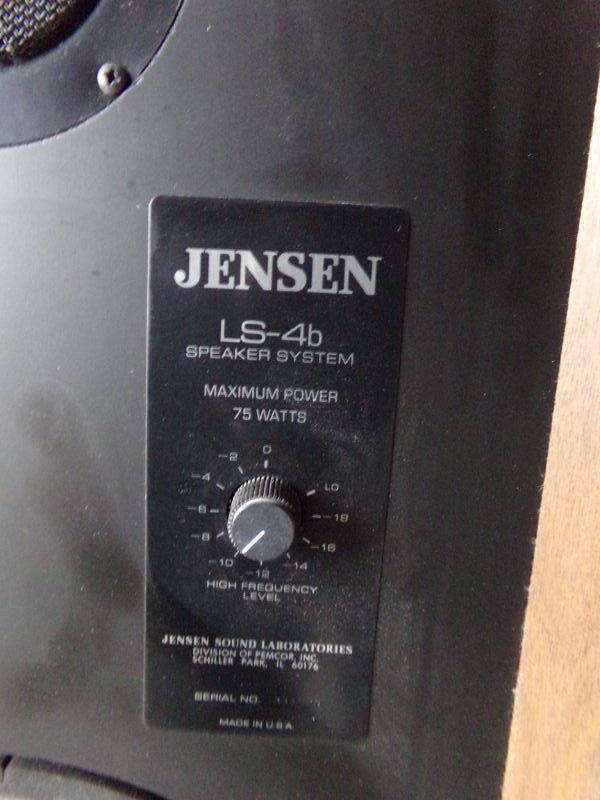 JENSEN
LS-4b
SPEAKER SYSTEM
MAXIMUM POWER
75 WATTS
0
-2
-4
LO
-6
-18
-8
-16
-10
-14
-12
HIGH FREQUENCY
LEVEL
JENSEN SOUND LABORATORIES
DIVISION OF PEMCOR, INC.
SCHILLER PARK, IL 60176
SERIAL NO.
MADE IN U.S.A.